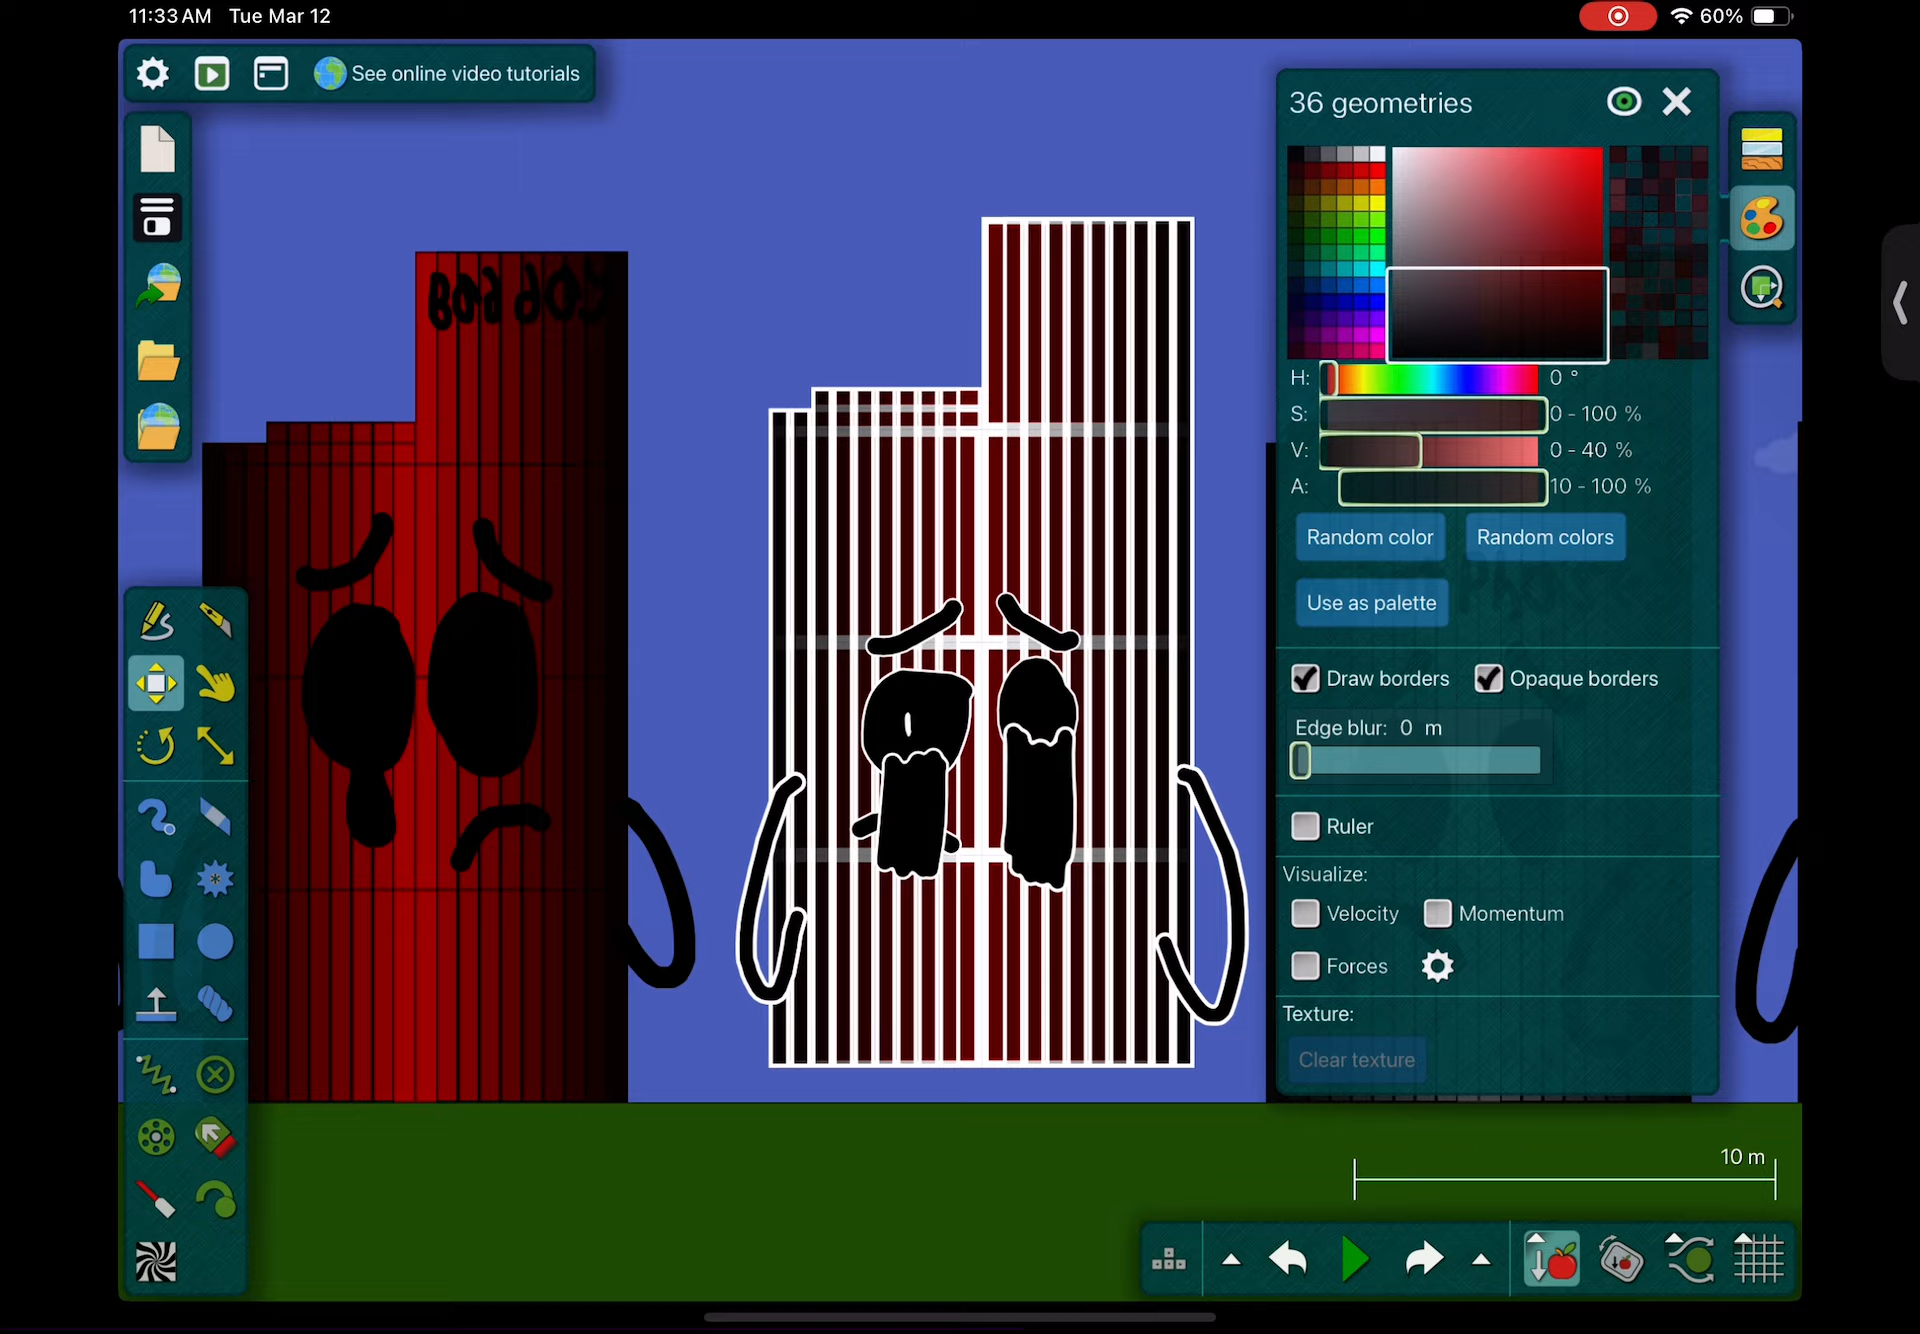 11:33 AM Tue Mar 12
60%
See online video tutorials
36 geometries
H: 0 °
S: 0 - 100 %
V: 0 - 40 %
A: 10 - 100 %
Random color Random colors
Use as palette
Draw borders Opaque borders
Edge blur: 0 m
Ruler
Visualize:
Velocity Momentum
Forces
Texture:
Clear texture
10 m